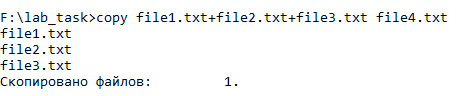 F:\lab_task>copy file1.txt+file2.txt+file3.txt file4.txt
file1.txt
file2.txt
file3.txt
Скопировано файлов:         1.